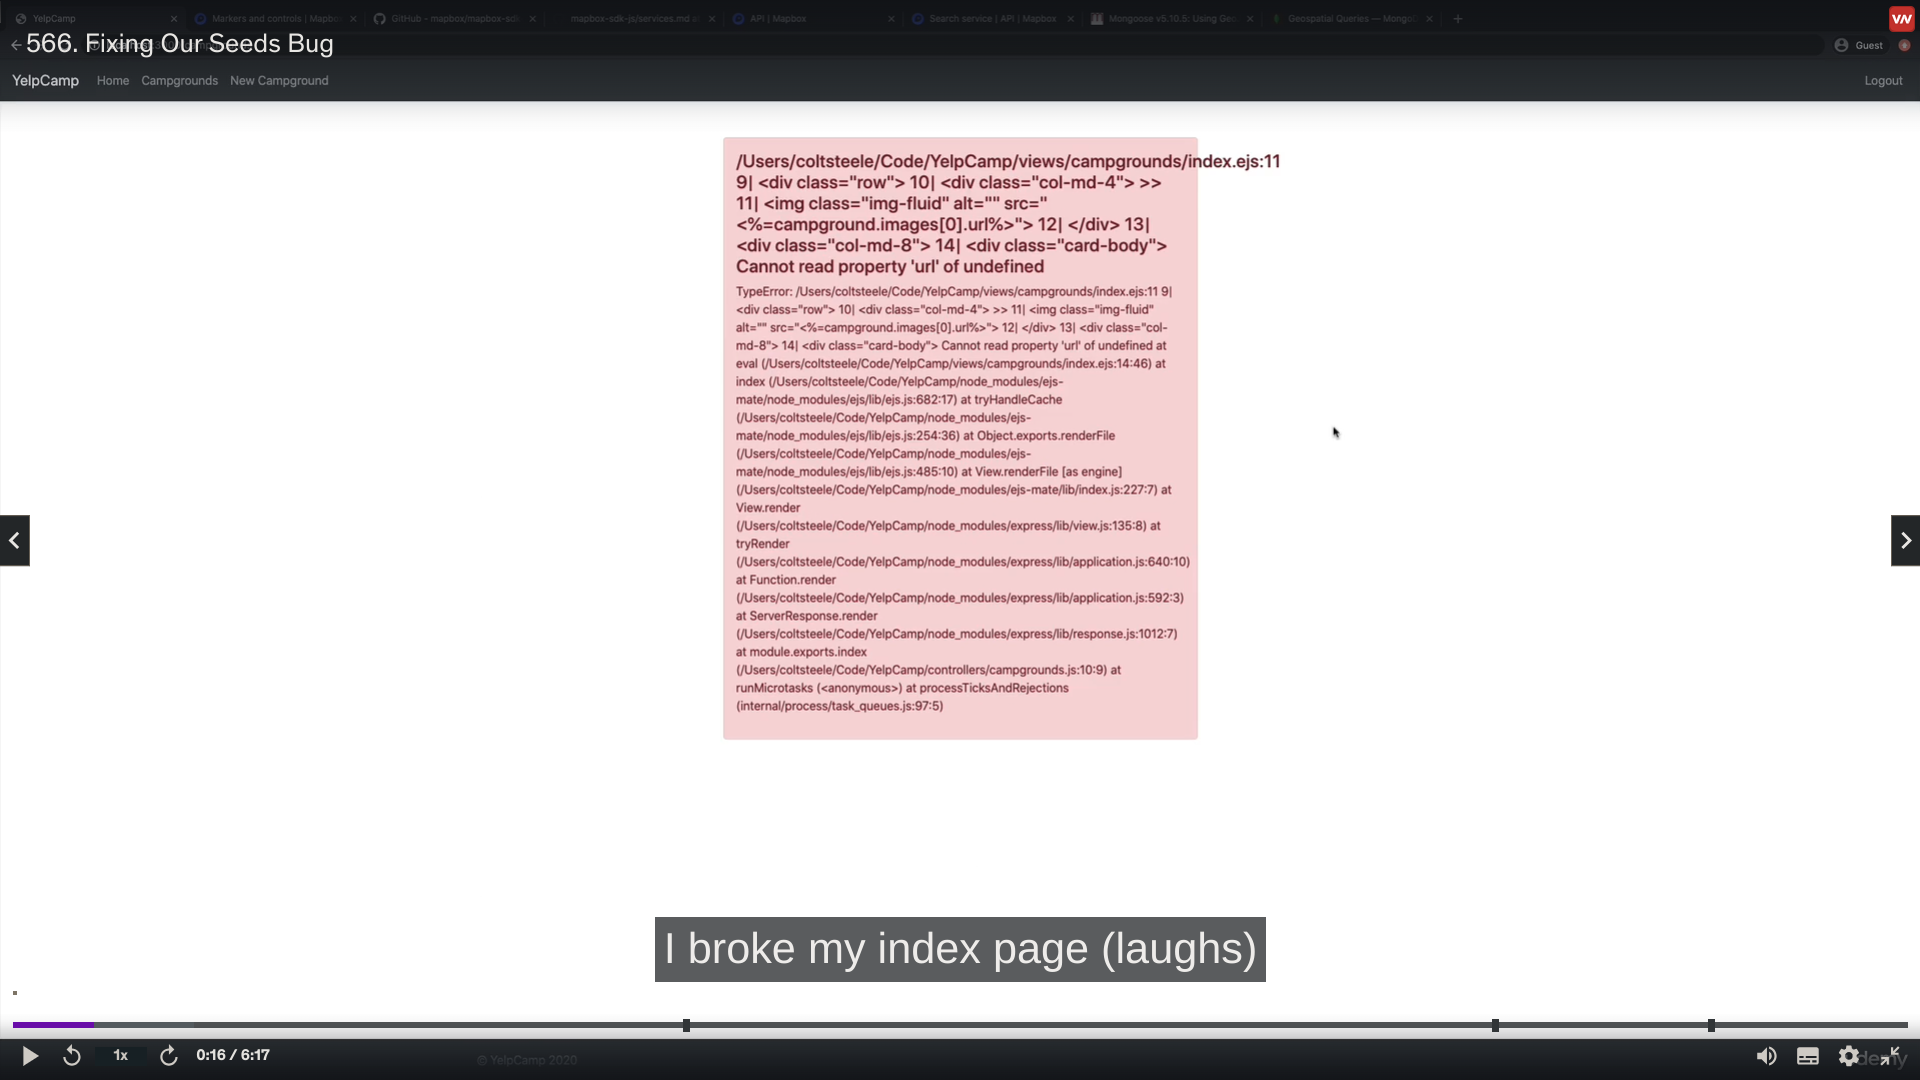 YelpCamp
Markers and controls | Mapbo
GitHub - mapbox/mapbox-sdk
mapbox-sdk-js/services.md a
API | Mapbox
Search service | API | Mapbox
Mongoose v5.10.5: Using Geo
Geospatial Queries — Mongo
566. Fixing Our Seeds Bug
Guest
YelpCamp Home Campgrounds New Campground Logout
/Users/coltsteele/Code/YelpCamp/views/campgrounds/index.ejs:11
9| <div class="row"> 10| <div class="col-md-4"> >>
11| <img class="img-fluid" alt="" src="
<%=campground.images[0].url%>"> 12| </div> 13|
<div class="col-md-8"> 14| <div class="card-body">
Cannot read property 'url' of undefined
TypeError: /Users/coltsteele/Code/YelpCamp/views/campgrounds/index.ejs:11 9|
<div class="row"> 10| <div class="col-md-4"> >> 11| <img class="img-fluid"
alt="" src="<%=campground.images[0].url%>"> 12| </div> 13| <div class="col-
md-8"> 14| <div class="card-body"> Cannot read property 'url' of undefined at
eval (/Users/coltsteele/Code/YelpCamp/views/campgrounds/index.ejs:14:46) at
index (/Users/coltsteele/Code/YelpCamp/node_modules/ejs-
mate/node_modules/ejs/lib/ejs.js:682:17) at tryHandleCache
(/Users/coltsteele/Code/YelpCamp/node_modules/ejs-
mate/node_modules/ejs/lib/ejs.js:254:36) at Object.exports.renderFile
(/Users/coltsteele/Code/YelpCamp/node_modules/ejs-
mate/node_modules/ejs/lib/ejs.js:485:10) at View.renderFile [as engine]
(/Users/coltsteele/Code/YelpCamp/node_modules/ejs-mate/lib/index.js:227:7) at
View.render
(/Users/coltsteele/Code/YelpCamp/node_modules/express/lib/view.js:135:8) at
tryRender
(/Users/coltsteele/Code/YelpCamp/node_modules/express/lib/application.js:640:10)
at Function.render
(/Users/coltsteele/Code/YelpCamp/node_modules/express/lib/application.js:592:3)
at ServerResponse.render
(/Users/coltsteele/Code/YelpCamp/node_modules/express/lib/response.js:1012:7)
at module.exports.index
(/Users/coltsteele/Code/YelpCamp/controllers/campgrounds.js:10:9) at
runMicrotasks (<anonymous>) at processTicksAndRejections
(internal/process/task_queues.js:97:5)
I broke my index page (laughs)
1x
0:16 / 6:17
© YelpCamp 2020